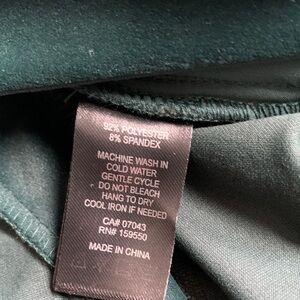 92% POLYESTER
8% SPANDEX
MACHINE WASH IN
COLD WATER
GENTLE CYCLE
DO NOT BLEACH
HANG TO DRY
COOL IRON IF NEEDED
CA# 07043
RN# 159550
MADE IN CHINA